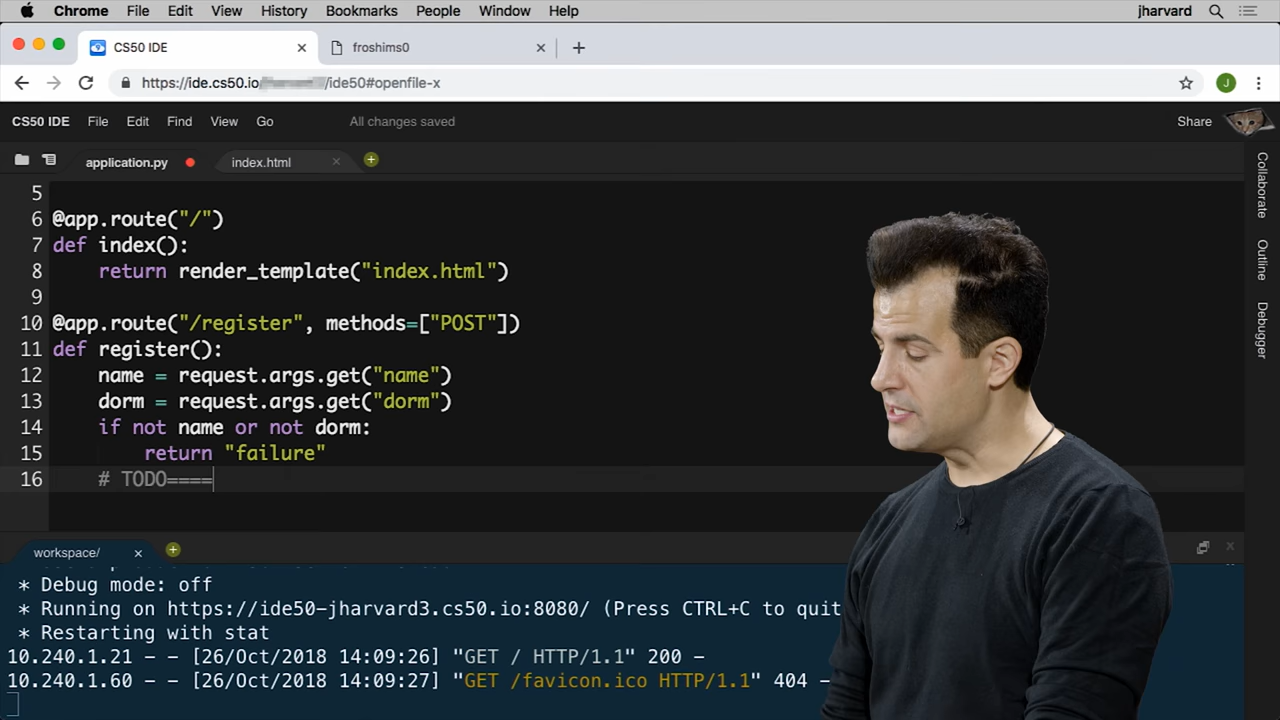 Chrome File Edit View History Bookmarks People Window Help jharvard
CS50 IDE froshims0
https://ide.cs50.io/ /ide50#openfile-x J
CS50 IDE File Edit Find View Go All changes saved Share
application.py index.html
5
6 @app.route("/")
7 def index():
8 return render_template("index.html")
9
10 @app.route("/register", methods=["POST"])
11 def register():
12 name = request.args.get("name")
13 dorm = request.args.get("dorm")
14 if not name or not dorm:
15 return "failure"
16 # TODO====
Collaborate
Outline
Debugger
workspace/
* Debug mode: off
* Running on https://ide50-jharvard3.cs50.io:8080/ (Press CTRL+C to quit
* Restarting with stat
10.240.1.21 - - [26/Oct/2018 14:09:26] "GET / HTTP/1.1" 200 -
10.240.1.60 - - [26/Oct/2018 14:09:27] "GET /favicon.ico HTTP/1.1" 404 -